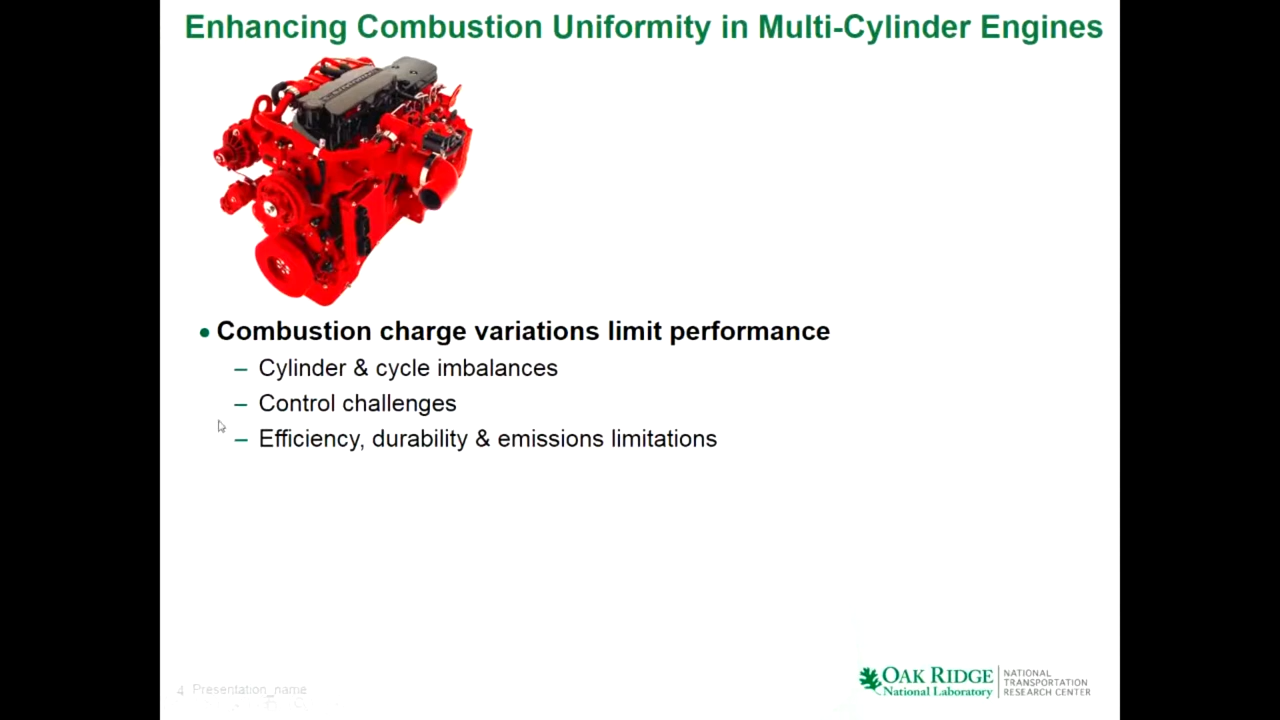 Enhancing Combustion Uniformity in Multi-Cylinder Engines
• Combustion charge variations limit performance
– Cylinder & cycle imbalances
– Control challenges
– Efficiency, durability & emissions limitations
4 Presentation_name
OAK RIDGE
National Laboratory
NATIONAL
TRANSPORTATION
RESEARCH CENTER